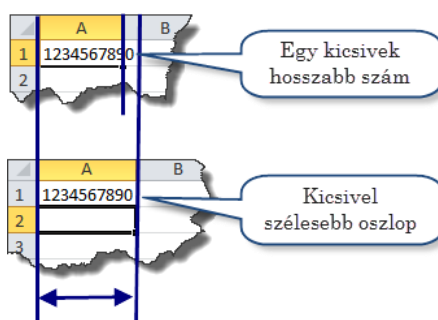 A B
1 1234567890
2
Egy kicsivek
hosszabb szám
A B
1 1234567890
2
3
Kicsivel
szélesebb oszlop